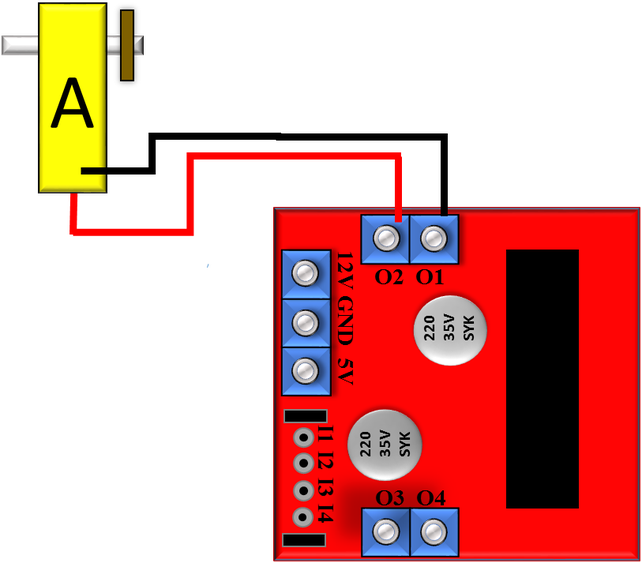 A
O2 O1
12V GND 5V
220
35V
SYK
220
35V
SYK
I1 I2 I3 I4
O3 O4